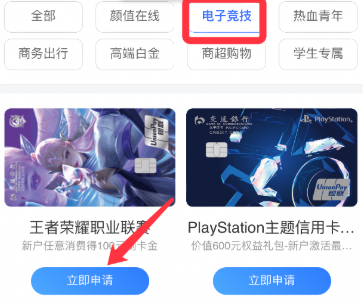 全部 颜值在线 电子竞技 热血青年
商务出行 高端白金 商超购物 学生专属
交通银行
UnionPay
银联
交通银行 PlayStation
UnionPay
银联
王者荣耀职业联赛 PlayStation主题信用卡…
新户任意消费得100元刷卡金 价值600元权益礼包-新户激活最…
立即申请 立即申请